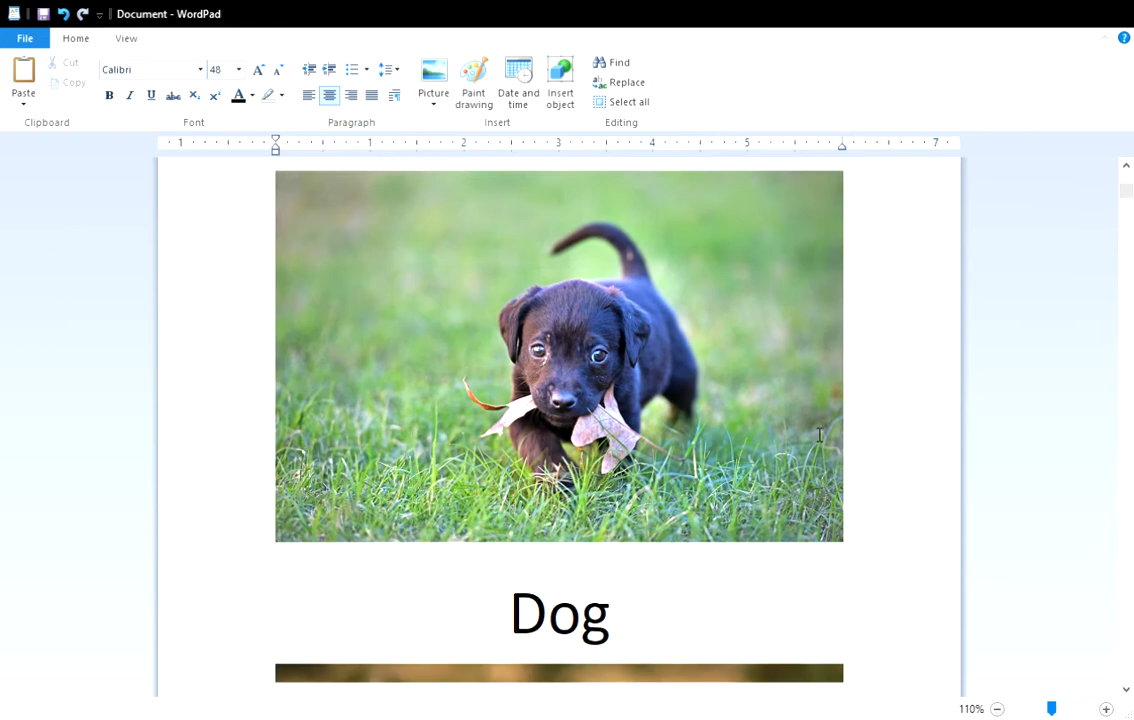 Document - WordPad
File Home View
Paste
Cut
Copy
Clipboard
Calibri 48
Font
Paragraph
Picture
Paint drawing
Date and time
Insert object
Insert
Find
Replace
Select all
Editing
1 1 2 3 4 5 7
Dog
110%